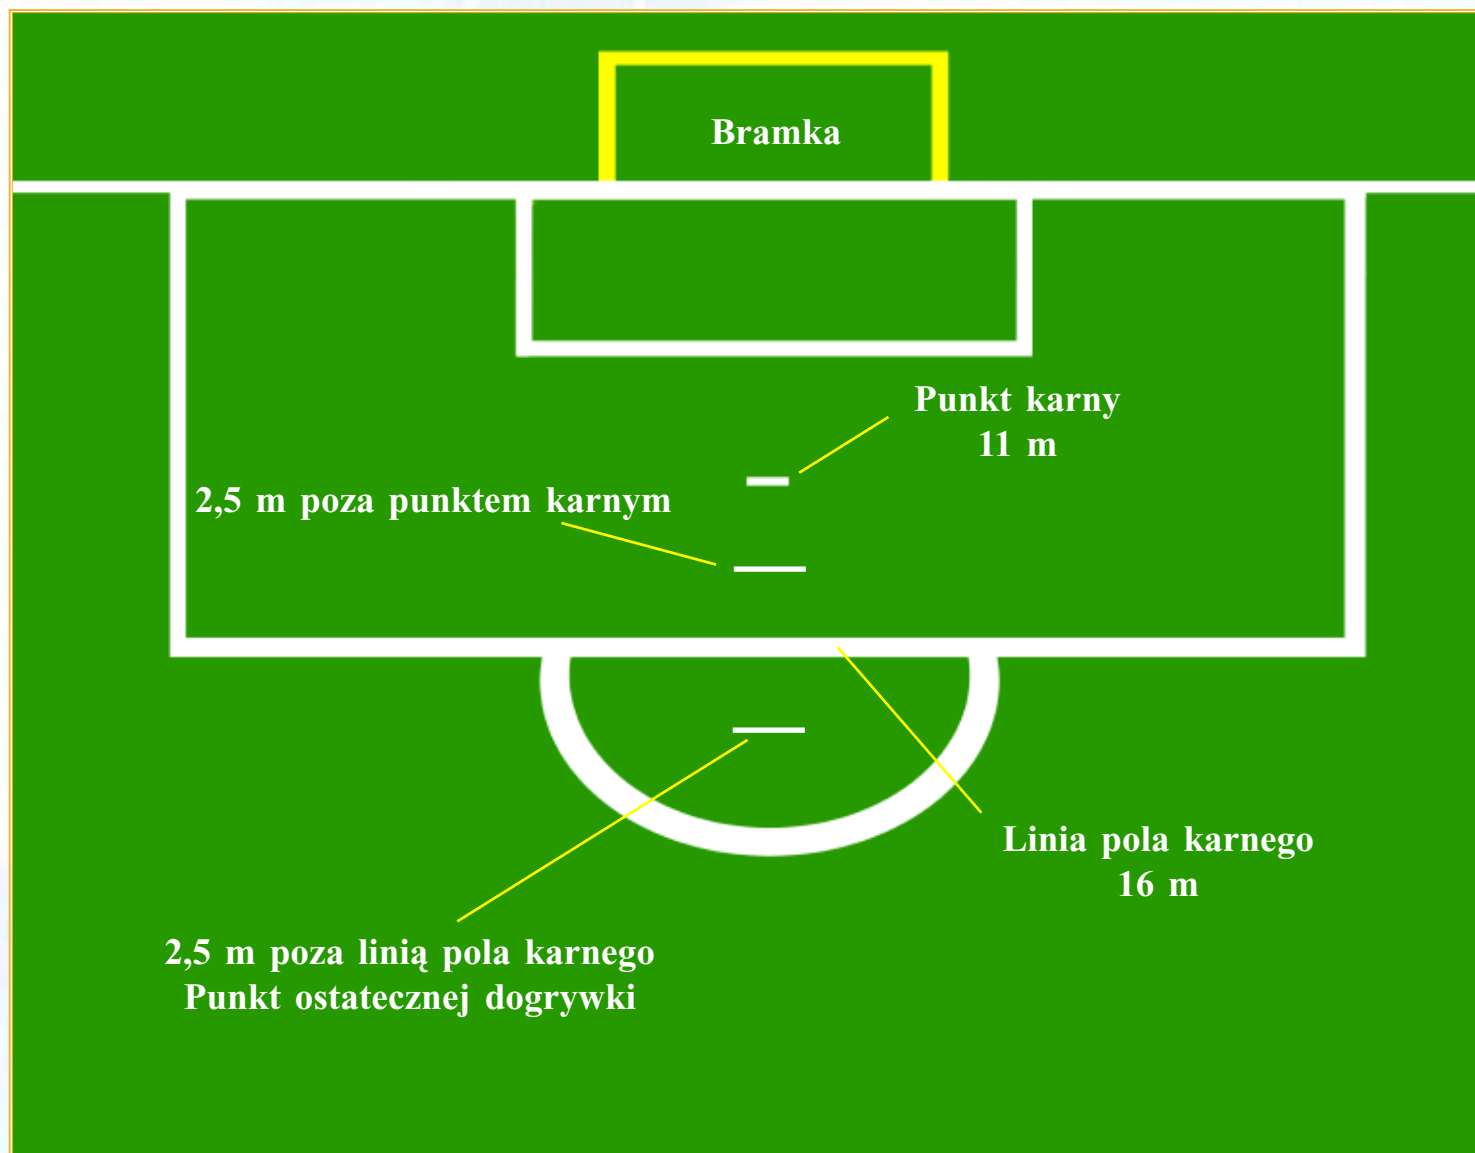 Bramka
Punkt karny
11 m
2,5 m poza punktem karnym
Linia pola karnego
16 m
2,5 m poza linią pola karnego
Punkt ostatecznej dogrywki